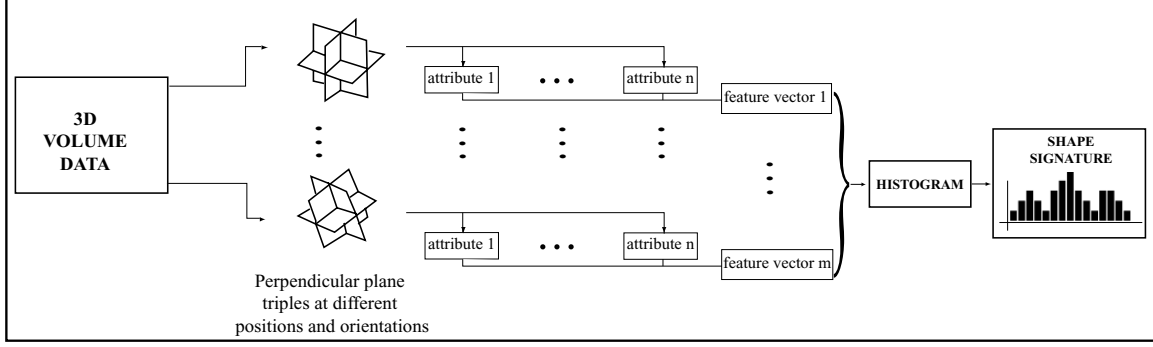 3D
VOLUME
DATA
attribute 1
attribute n
feature vector 1
attribute 1
attribute n
feature vector m
HISTOGRAM
SHAPE
SIGNATURE
Perpendicular plane
triples at different
positions and orientations